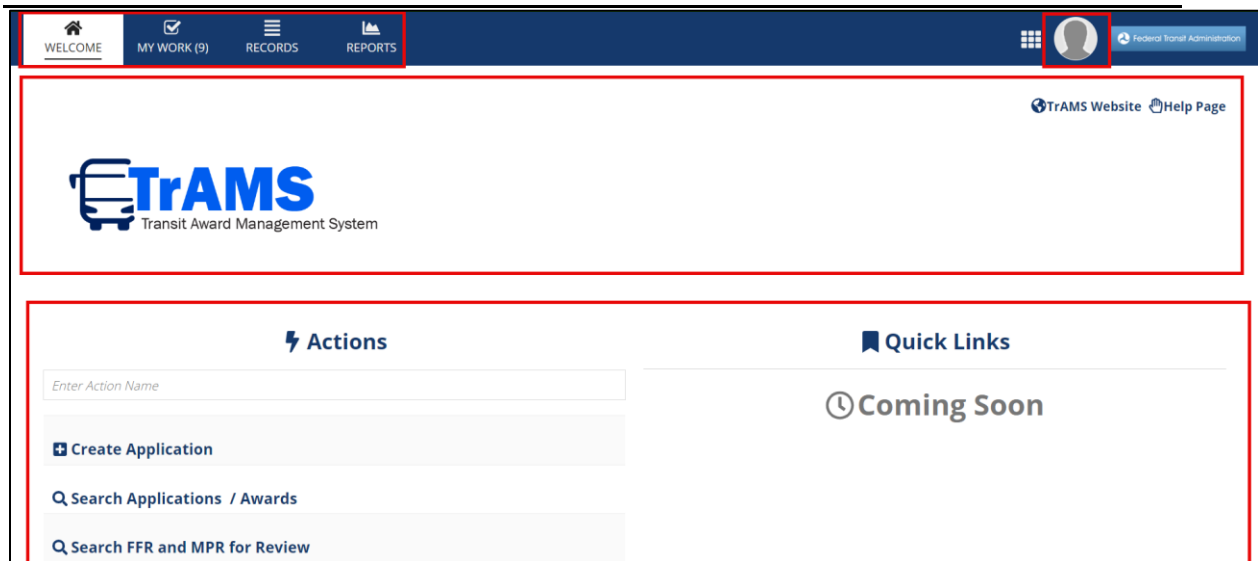 WELCOME MY WORK (9) RECORDS REPORTS Federal Transit Administration
TrAMS Website Help Page
TrAMS
Transit Award Management System
Actions
Enter Action Name
Create Application
Search Applications / Awards
Search FFR and MPR for Review
Quick Links
Coming Soon